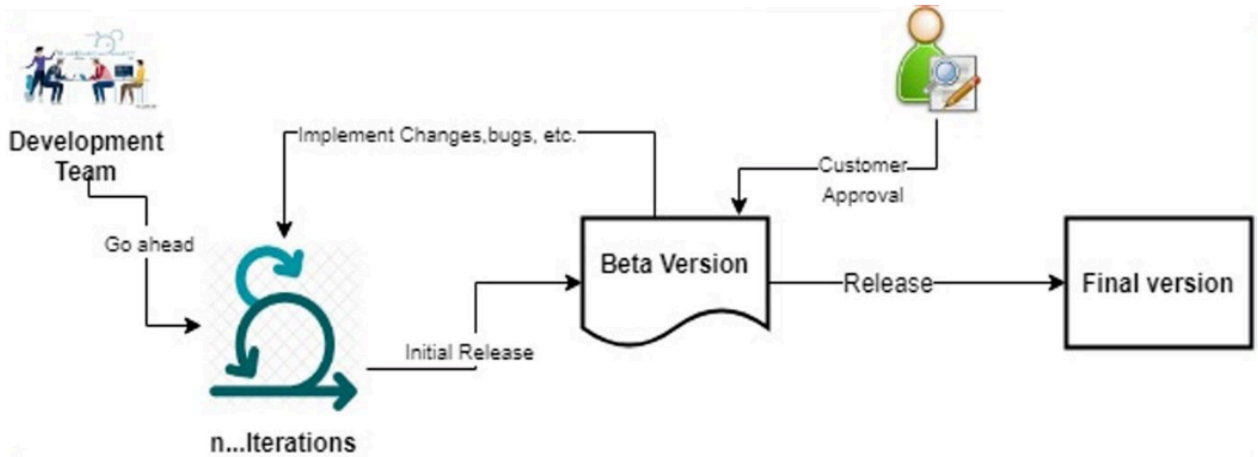 Development
Team
Go ahead
Implement Changes,bugs, etc.
n...Iterations
Initial Release
Beta Version
Customer
Approval
Release
Final version